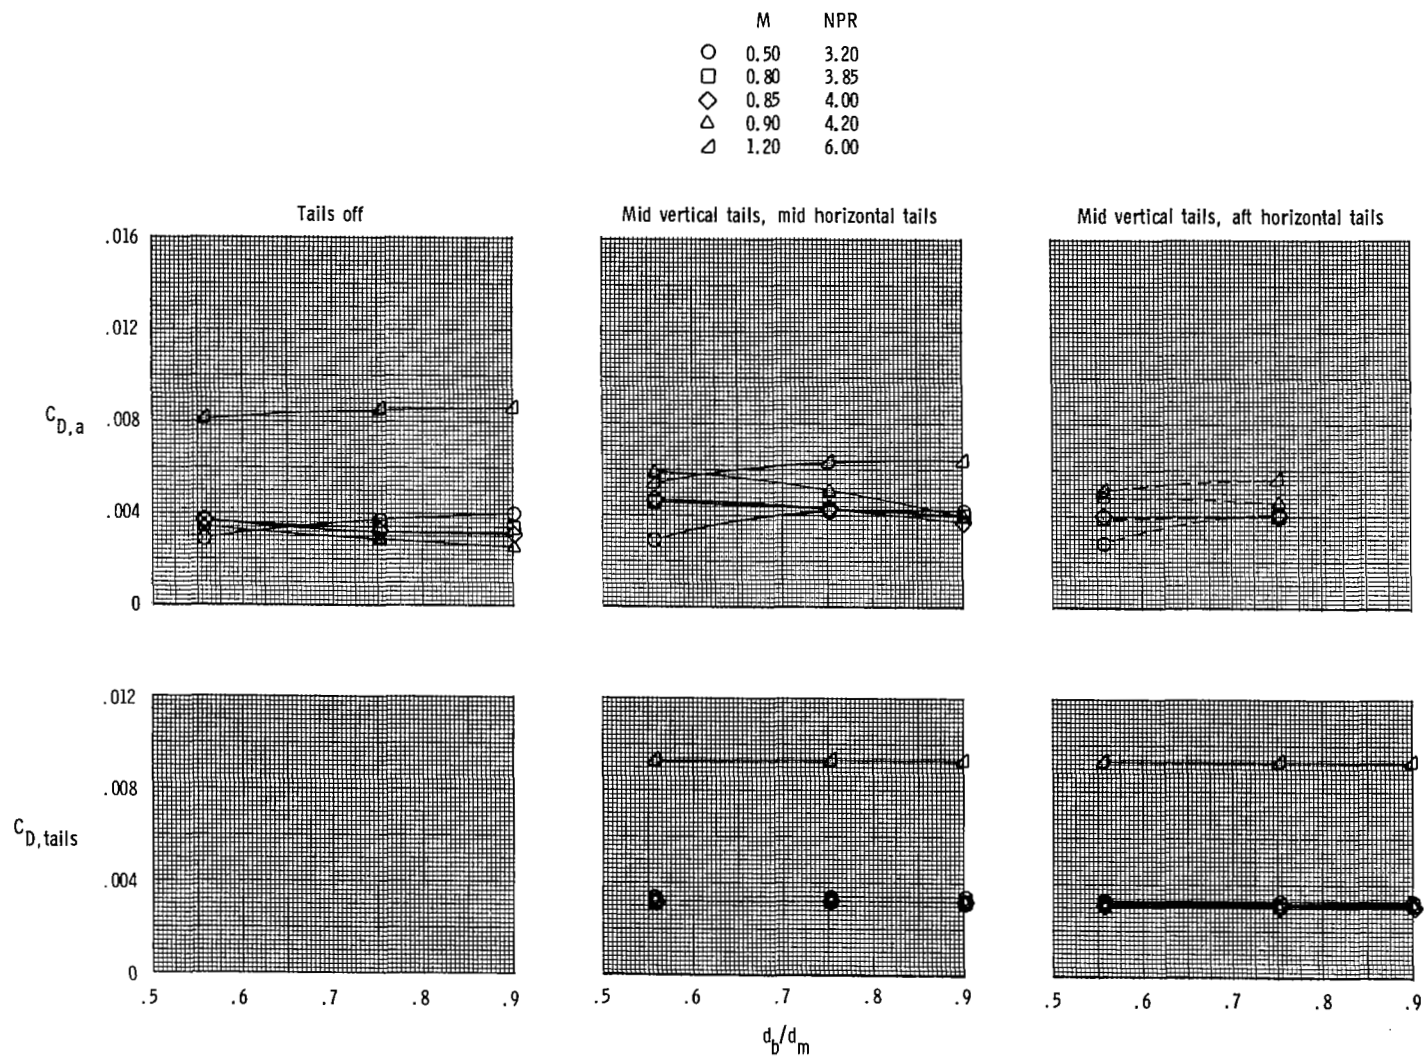 M NPR
0.50 3.20
0.80 3.85
0.85 4.00
0.90 4.20
1.20 6.00
Tails off
Mid vertical tails, mid horizontal tails
Mid vertical tails, aft horizontal tails
.016
.012
.008
.004
0
C_D,a
.012
.008
.004
0
C_D,tails
.5 .6 .7 .8 .9
.5 .6 .7 .8 .9
.5 .6 .7 .8 .9
d_b/d_m